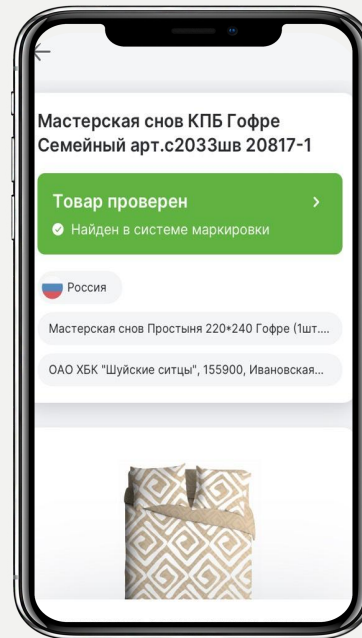 Мастерская снов КПБ Гофре
Семейный арт.с2033шв 20817-1
Товар проверен
Найден в системе маркировки
Россия
Мастерская снов Простыня 220*240 Гофре (1шт....
ОАО ХБК "Шуйские ситцы", 155900, Ивановская...